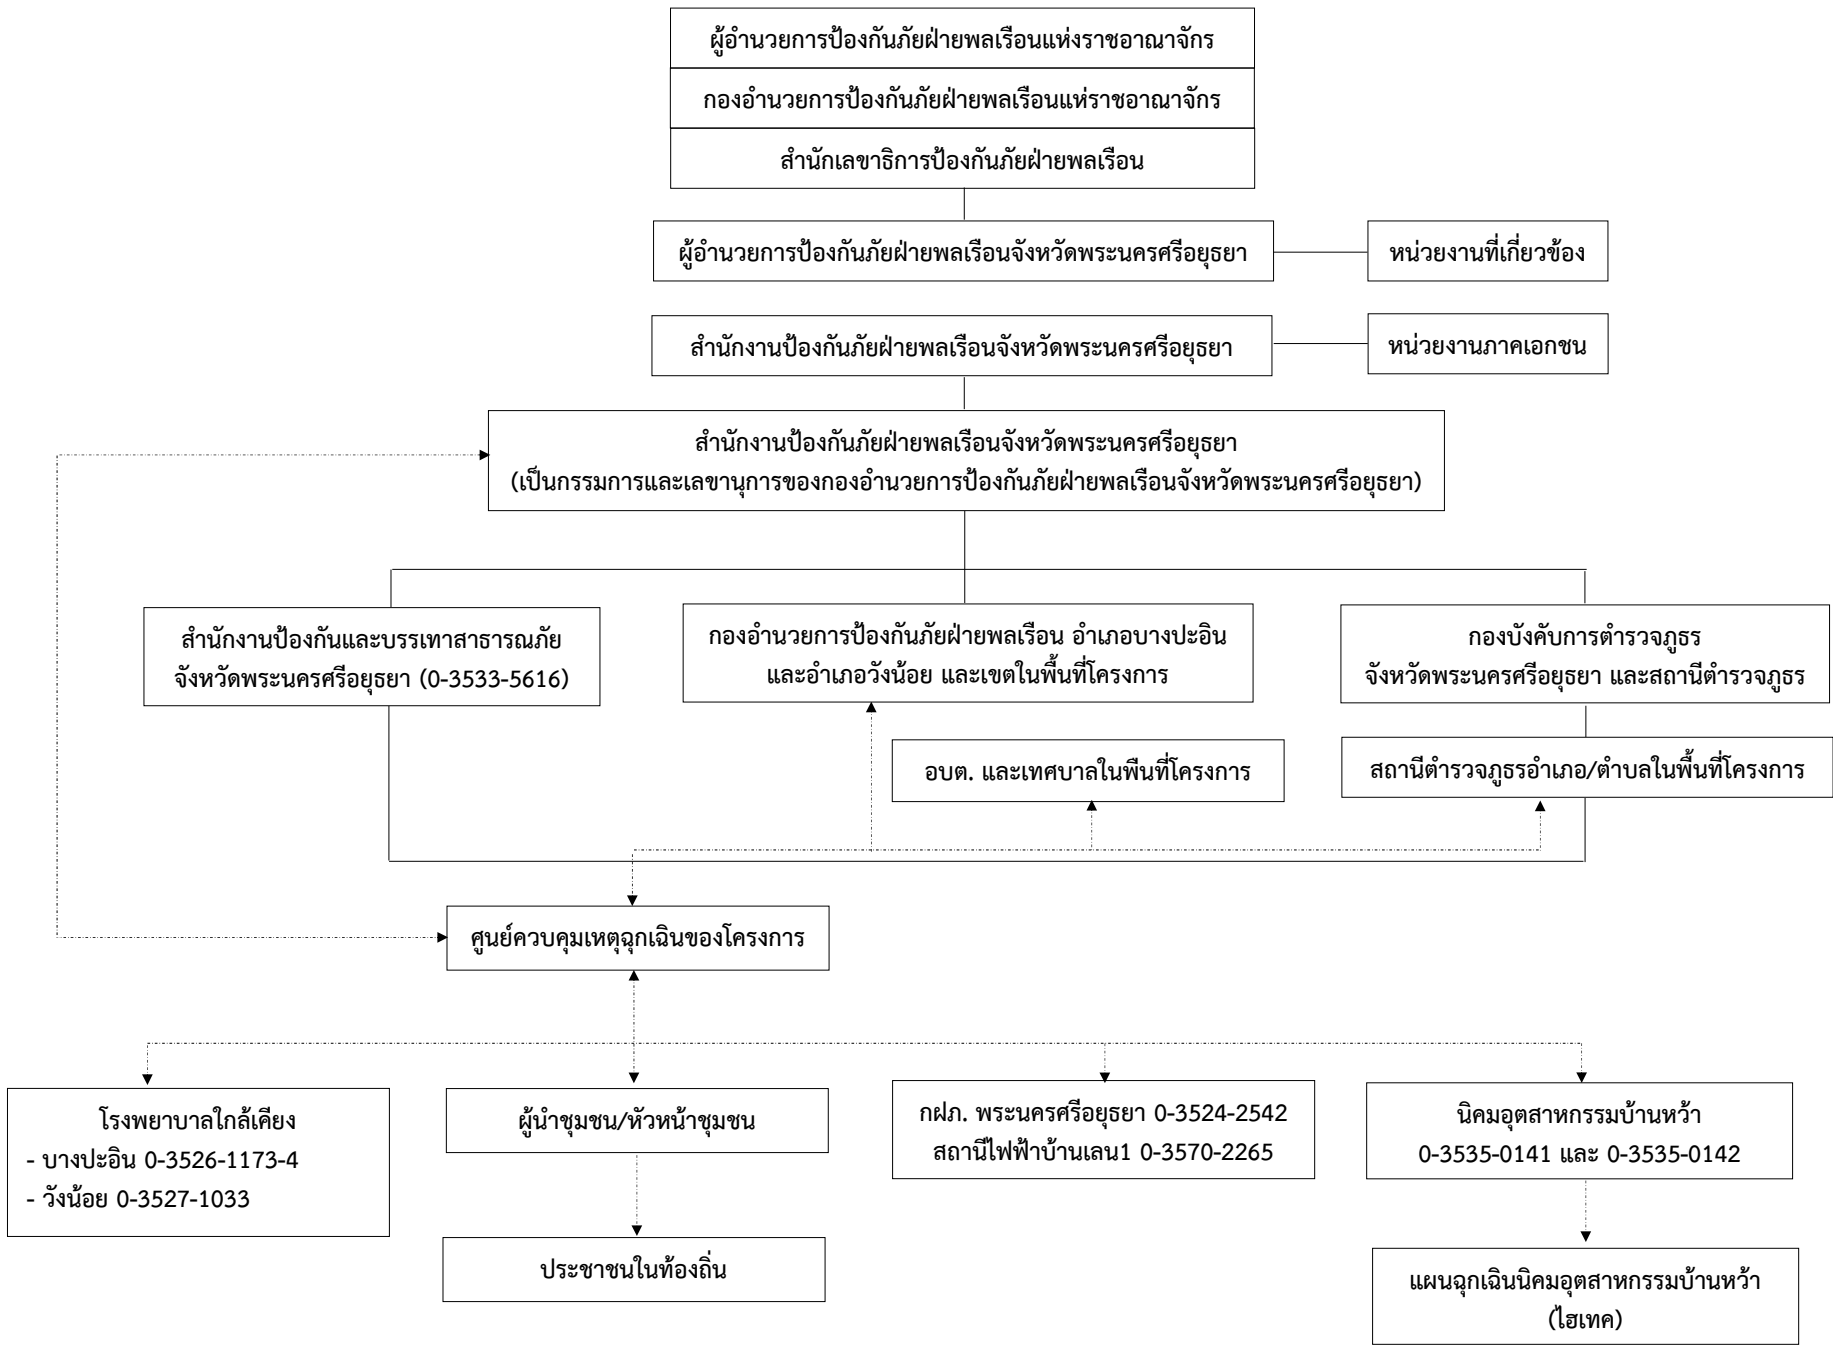 ผู้อำนวยการป้องกันภัยฝ่ายพลเรือนแห่งราชอาณาจักร
กองอำนวยการป้องกันภัยฝ่ายพลเรือนแห่ราชอาณาจักร
สำนักเลขาธิการป้องกันภัยฝ่ายพลเรือน
ผู้อำนวยการป้องกันภัยฝ่ายพลเรือนจังหวัดพระนครศรีอยุธยา
หน่วยงานที่เกี่ยวข้อง
สำนักงานป้องกันภัยฝ่ายพลเรือนจังหวัดพระนครศรีอยุธยา
หน่วยงานภาคเอกชน
สำนักงานป้องกันภัยฝ่ายพลเรือนจังหวัดพระนครศรีอยุธยา
(เป็นกรรมการและเลขานุการของกองอำนวยการป้องกันภัยฝ่ายพลเรือนจังหวัดพระนครศรีอยุธยา)
สำนักงานป้องกันและบรรเทาสาธารณภัย
จังหวัดพระนครศรีอยุธยา (0-3533-5616)
กองอำนวยการป้องกันภัยฝ่ายพลเรือน อำเภอบางปะอิน
และอำเภอวังน้อย และเขตในพื้นที่โครงการ
กองบังคับการตำรวจภูธร
จังหวัดพระนครศรีอยุธยา และสถานีตำรวจภูธร
อบต. และเทศบาลในพืนที่โครงการ
สถานีตำรวจภูธรอำเภอ/ตำบลในพื้นที่โครงการ
ศูนย์ควบคุมเหตุฉุกเฉินของโครงการ
โรงพยาบาลใกล้เคียง
- บางปะอิน 0-3526-1173-4
- วังน้อย 0-3527-1033
ผู้นำชุมชน/หัวหน้าชุมชน
กฝภ. พระนครศรีอยุธยา 0-3524-2542
สถานีไฟฟ้าบ้านเลน1 0-3570-2265
นิคมอุตสาหกรรมบ้านหว้า
0-3535-0141 และ 0-3535-0142
ประชาชนในท้องถิ่น
แผนฉุกเฉินนิคมอุตสาหกรรมบ้านหว้า
(ไฮเทค)